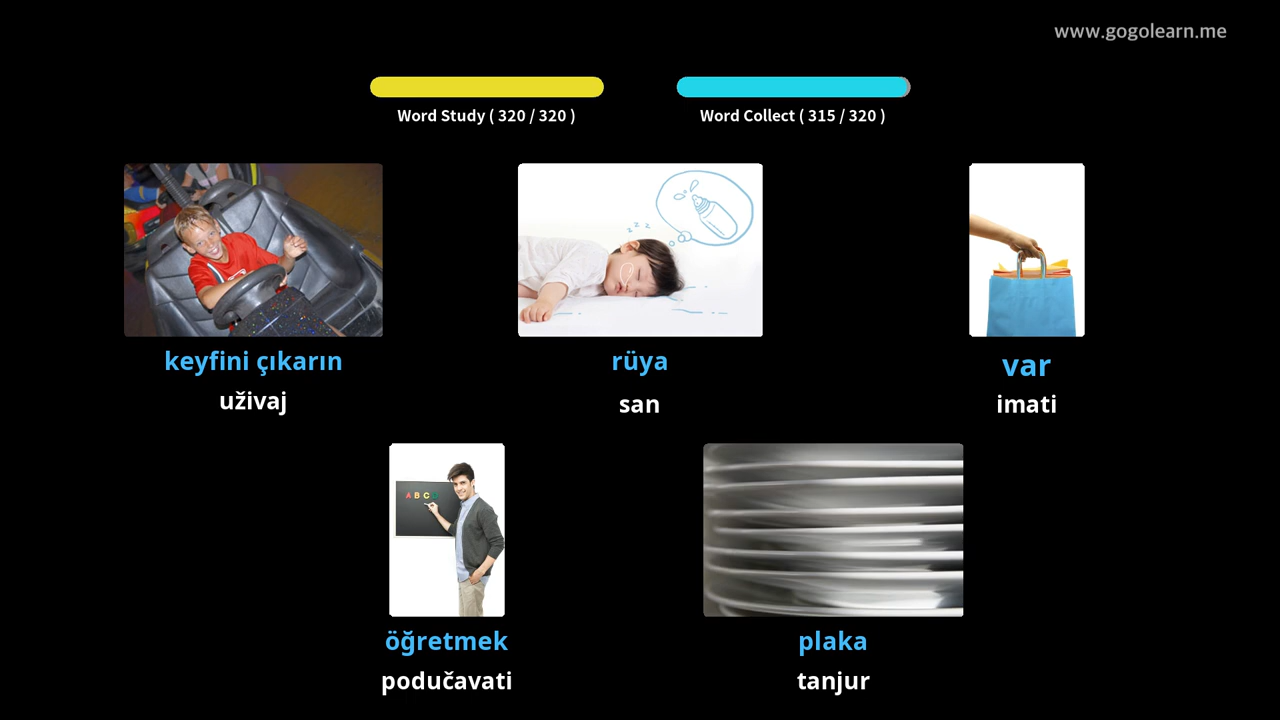 www.gogolearn.me
Word Study ( 320 / 320 )
Word Collect ( 315 / 320 )
z z z
keyfini çıkarın
uživaj
rüya
san
var
imati
A B C D
öğretmek
podučavati
plaka
tanjur